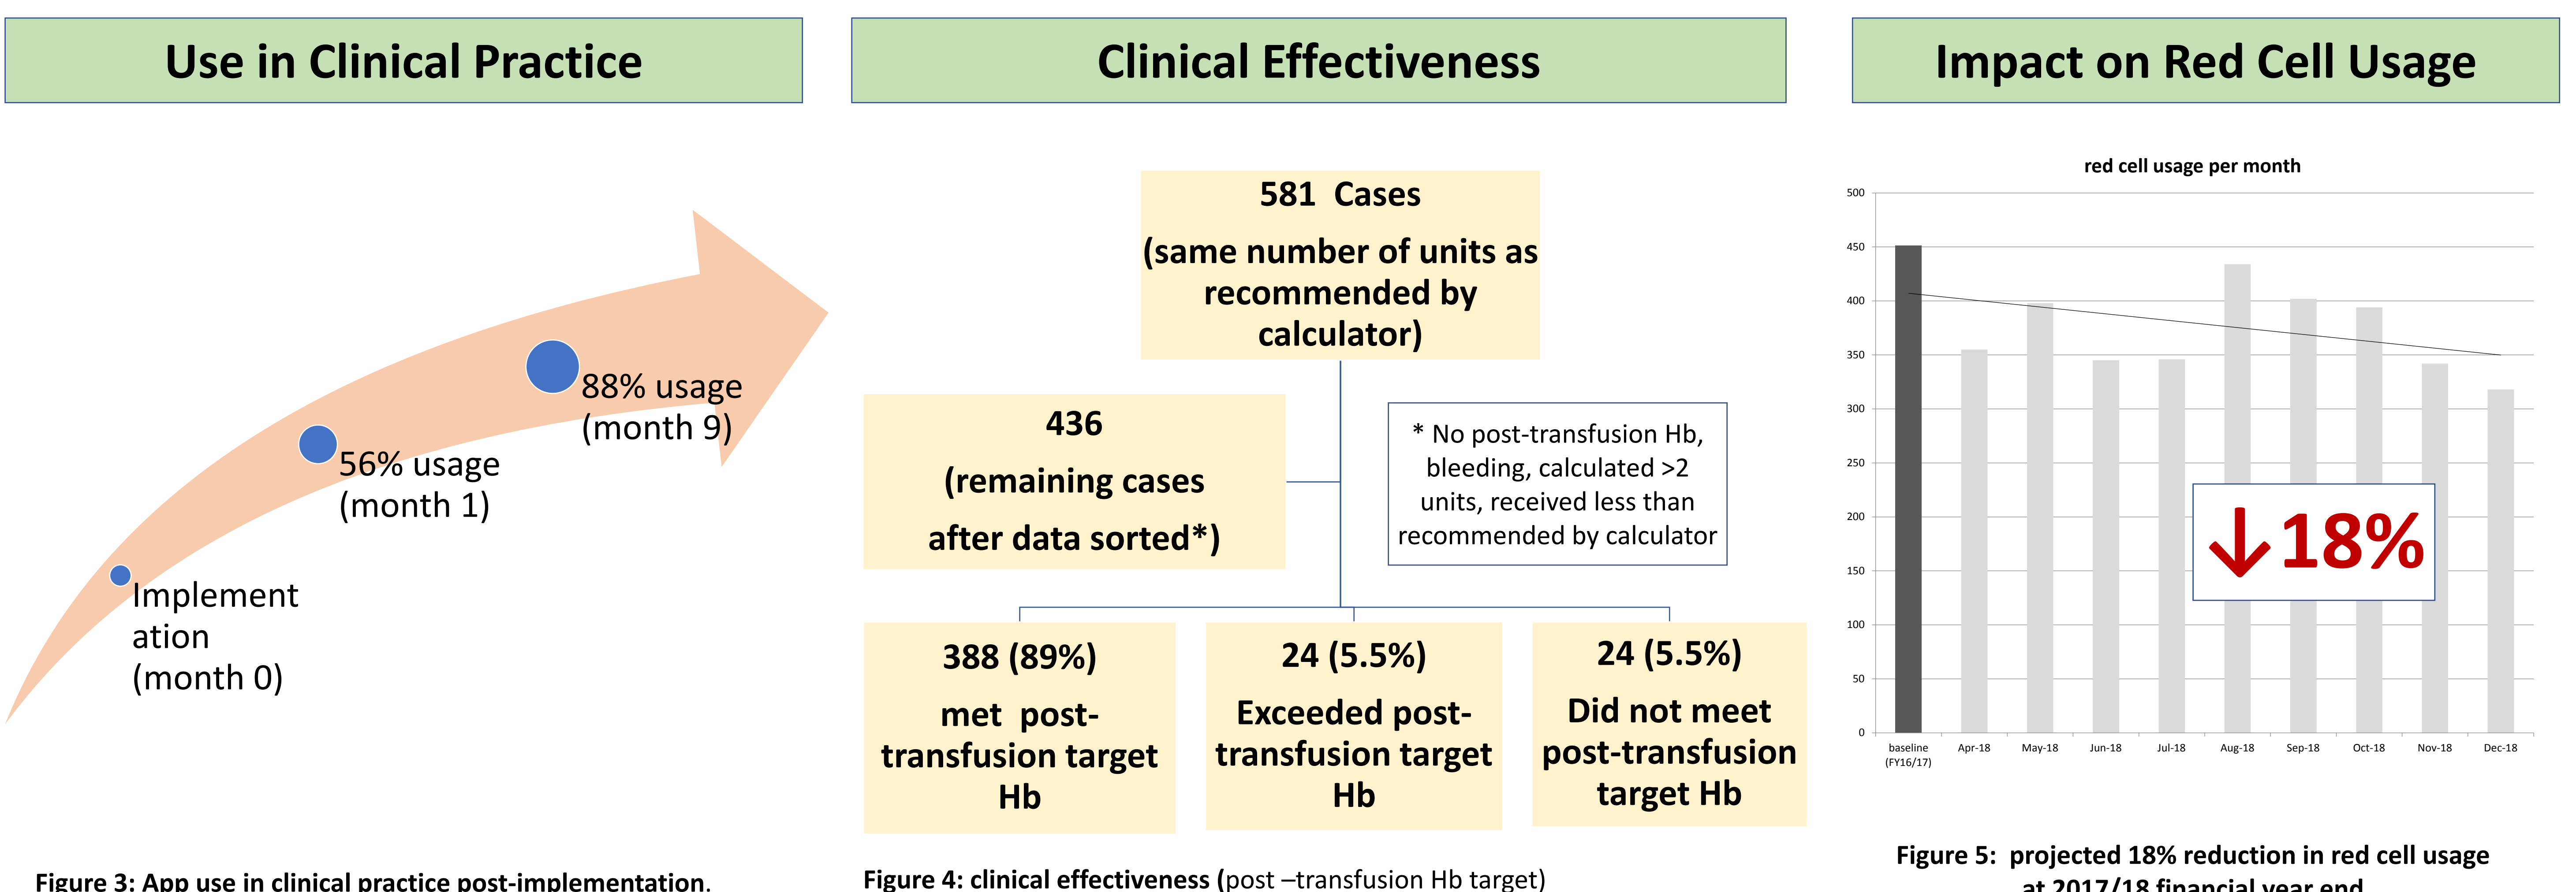 Use in Clinical Practice
88% usage
(month 9)
56% usage
(month 1)
Implement
ation
(month 0)
Figure 3: App use in clinical practice post-implementation.
Clinical Effectiveness
581 Cases
(same number of units as
recommended by
calculator)
436
(remaining cases
after data sorted*)
* No post-transfusion Hb,
bleeding, calculated >2
units, received less than
recommended by calculator
388 (89%)
met post-
transfusion target
Hb
24 (5.5%)
Exceeded post-
transfusion target
Hb
24 (5.5%)
Did not meet
post-transfusion
target Hb
Figure 4: clinical effectiveness (post –transfusion Hb target)
Impact on Red Cell Usage
red cell usage per month
500
450
400
350
300
250
200
150
100
50
0
↓18%
baseline
(FY16/17)
Apr-18
May-18
Jun-18
Jul-18
Aug-18
Sep-18
Oct-18
Nov-18
Dec-18
Figure 5: projected 18% reduction in red cell usage
at 2017/18 financial year end